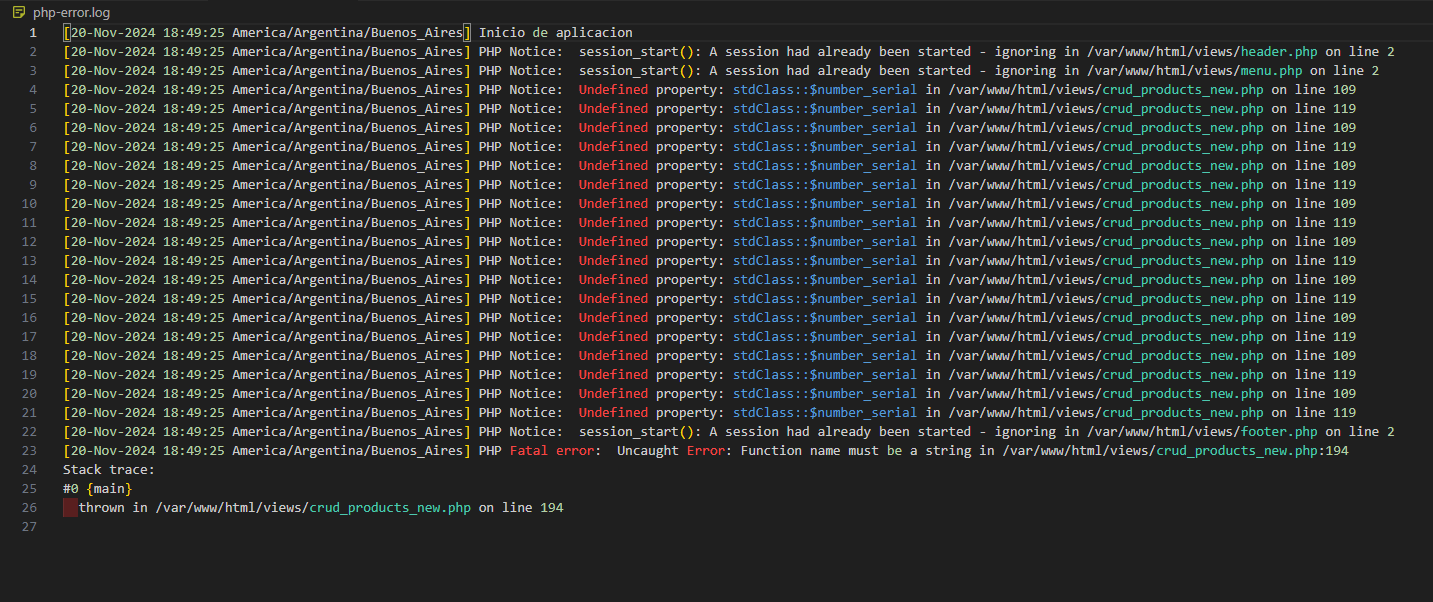 php-error.log
1 [20-Nov-2024 18:49:25 America/Argentina/Buenos_Aires] Inicio de aplicacion
2 [20-Nov-2024 18:49:25 America/Argentina/Buenos_Aires] PHP Notice:  session_start(): A session had already been started - ignoring in /var/www/html/views/header.php on line 2
3 [20-Nov-2024 18:49:25 America/Argentina/Buenos_Aires] PHP Notice:  session_start(): A session had already been started - ignoring in /var/www/html/views/menu.php on line 2
4 [20-Nov-2024 18:49:25 America/Argentina/Buenos_Aires] PHP Notice:  Undefined property: stdClass::$number_serial in /var/www/html/views/crud_products_new.php on line 109
5 [20-Nov-2024 18:49:25 America/Argentina/Buenos_Aires] PHP Notice:  Undefined property: stdClass::$number_serial in /var/www/html/views/crud_products_new.php on line 119
6 [20-Nov-2024 18:49:25 America/Argentina/Buenos_Aires] PHP Notice:  Undefined property: stdClass::$number_serial in /var/www/html/views/crud_products_new.php on line 109
7 [20-Nov-2024 18:49:25 America/Argentina/Buenos_Aires] PHP Notice:  Undefined property: stdClass::$number_serial in /var/www/html/views/crud_products_new.php on line 119
8 [20-Nov-2024 18:49:25 America/Argentina/Buenos_Aires] PHP Notice:  Undefined property: stdClass::$number_serial in /var/www/html/views/crud_products_new.php on line 109
9 [20-Nov-2024 18:49:25 America/Argentina/Buenos_Aires] PHP Notice:  Undefined property: stdClass::$number_serial in /var/www/html/views/crud_products_new.php on line 119
10 [20-Nov-2024 18:49:25 America/Argentina/Buenos_Aires] PHP Notice:  Undefined property: stdClass::$number_serial in /var/www/html/views/crud_products_new.php on line 109
11 [20-Nov-2024 18:49:25 America/Argentina/Buenos_Aires] PHP Notice:  Undefined property: stdClass::$number_serial in /var/www/html/views/crud_products_new.php on line 119
12 [20-Nov-2024 18:49:25 America/Argentina/Buenos_Aires] PHP Notice:  Undefined property: stdClass::$number_serial in /var/www/html/views/crud_products_new.php on line 109
13 [20-Nov-2024 18:49:25 America/Argentina/Buenos_Aires] PHP Notice:  Undefined property: stdClass::$number_serial in /var/www/html/views/crud_products_new.php on line 119
14 [20-Nov-2024 18:49:25 America/Argentina/Buenos_Aires] PHP Notice:  Undefined property: stdClass::$number_serial in /var/www/html/views/crud_products_new.php on line 109
15 [20-Nov-2024 18:49:25 America/Argentina/Buenos_Aires] PHP Notice:  Undefined property: stdClass::$number_serial in /var/www/html/views/crud_products_new.php on line 119
16 [20-Nov-2024 18:49:25 America/Argentina/Buenos_Aires] PHP Notice:  Undefined property: stdClass::$number_serial in /var/www/html/views/crud_products_new.php on line 109
17 [20-Nov-2024 18:49:25 America/Argentina/Buenos_Aires] PHP Notice:  Undefined property: stdClass::$number_serial in /var/www/html/views/crud_products_new.php on line 119
18 [20-Nov-2024 18:49:25 America/Argentina/Buenos_Aires] PHP Notice:  Undefined property: stdClass::$number_serial in /var/www/html/views/crud_products_new.php on line 109
19 [20-Nov-2024 18:49:25 America/Argentina/Buenos_Aires] PHP Notice:  Undefined property: stdClass::$number_serial in /var/www/html/views/crud_products_new.php on line 119
20 [20-Nov-2024 18:49:25 America/Argentina/Buenos_Aires] PHP Notice:  Undefined property: stdClass::$number_serial in /var/www/html/views/crud_products_new.php on line 109
21 [20-Nov-2024 18:49:25 America/Argentina/Buenos_Aires] PHP Notice:  Undefined property: stdClass::$number_serial in /var/www/html/views/crud_products_new.php on line 119
22 [20-Nov-2024 18:49:25 America/Argentina/Buenos_Aires] PHP Notice:  session_start(): A session had already been started - ignoring in /var/www/html/views/footer.php on line 2
23 [20-Nov-2024 18:49:25 America/Argentina/Buenos_Aires] PHP Fatal error:  Uncaught Error: Function name must be a string in /var/www/html/views/crud_products_new.php:194
24 Stack trace:
25 #0 {main}
26   thrown in /var/www/html/views/crud_products_new.php on line 194
27